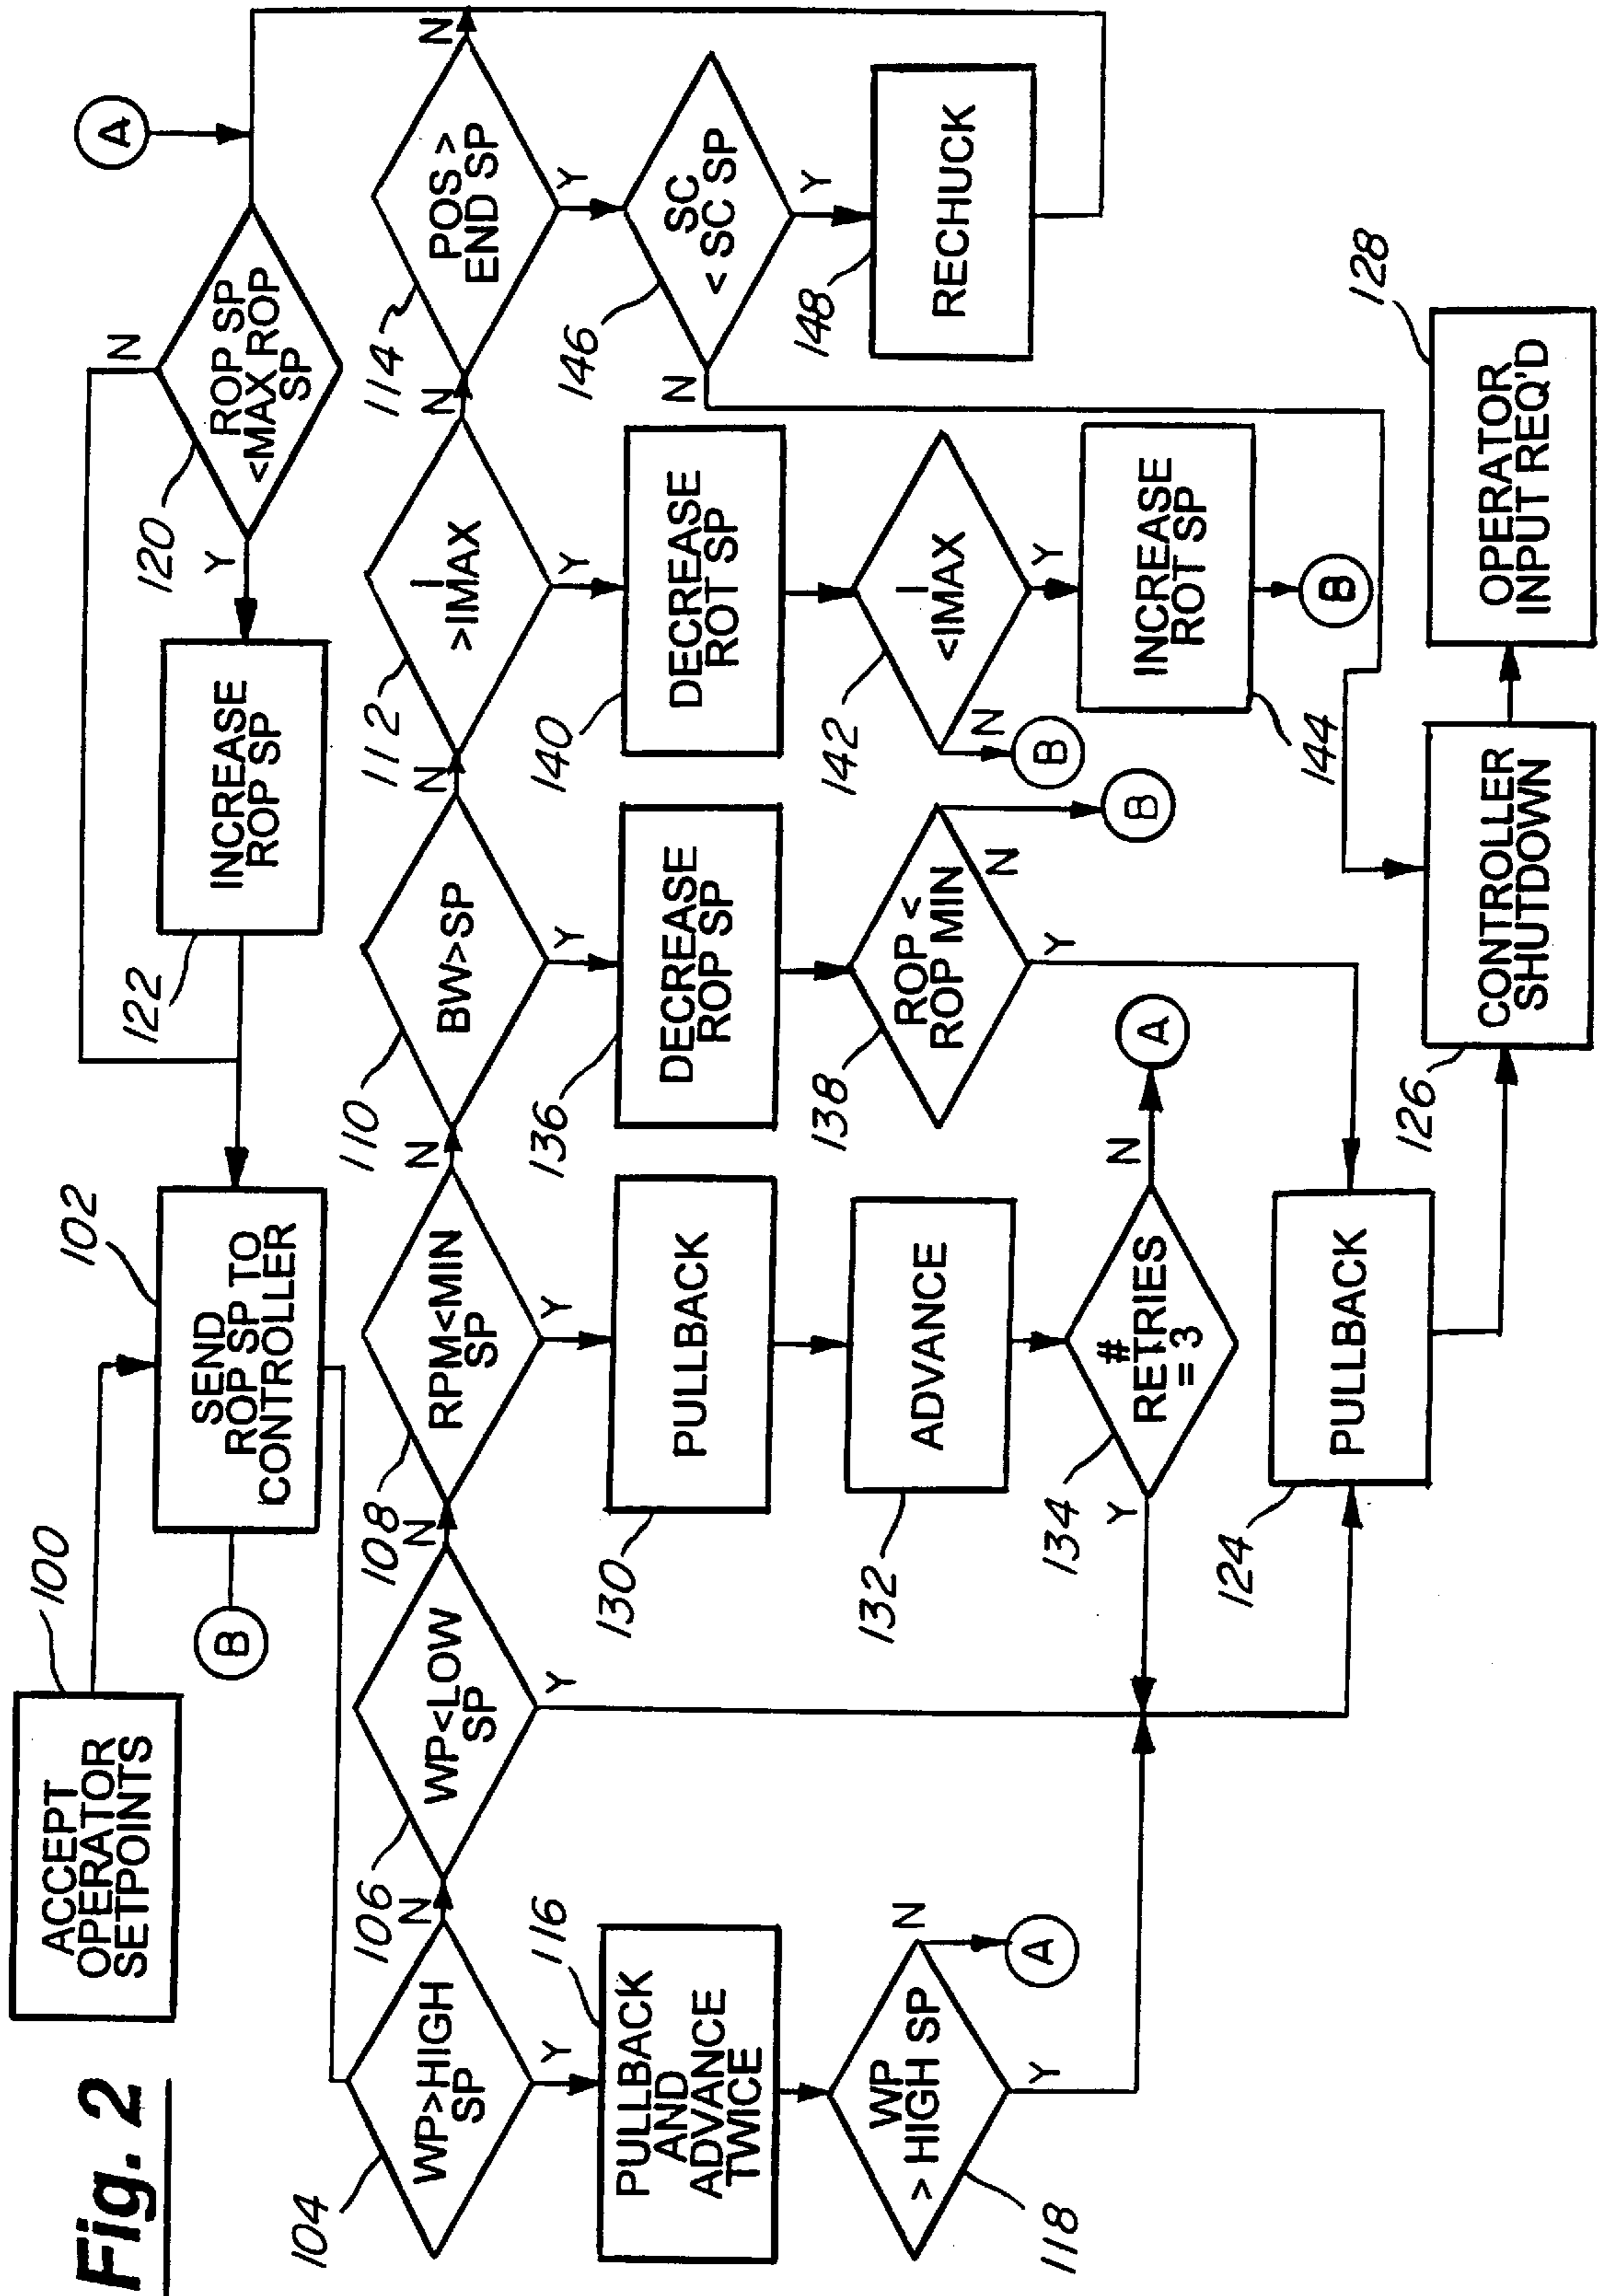 Fig. 2
100
ACCEPT
OPERATOR
SETPOINTS
B
102
SEND
ROP SP TO
CONTROLLER
122
INCREASE
ROP SP
Y
120
ROP SP
<MAX ROP
SP
N
A
104
WP>HIGH
SP
N
Y
106
WP<LOW
SP
N
Y
108
RPM<MIN
SP
N
Y
110
BW>SP
N
Y
112
I
>IMAX
N
Y
114
POS >
END SP
N
Y
116
PULLBACK
AND
ADVANCE
TWICE
130
PULLBACK
136
DECREASE
ROP SP
140
DECREASE
ROT SP
146
SC
< SC SP
N
Y
118
WP
> HIGH SP
N
Y
A
132
ADVANCE
138
ROP <
ROP MIN
N
Y
B
142
I
<IMAX
N
Y
B
148
RECHUCK
134
#
RETRIES
= 3
Y
N
A
144
INCREASE
ROT SP
B
124
PULLBACK
126
CONTROLLER
SHUTDOWN
128
OPERATOR
INPUT REQ'D